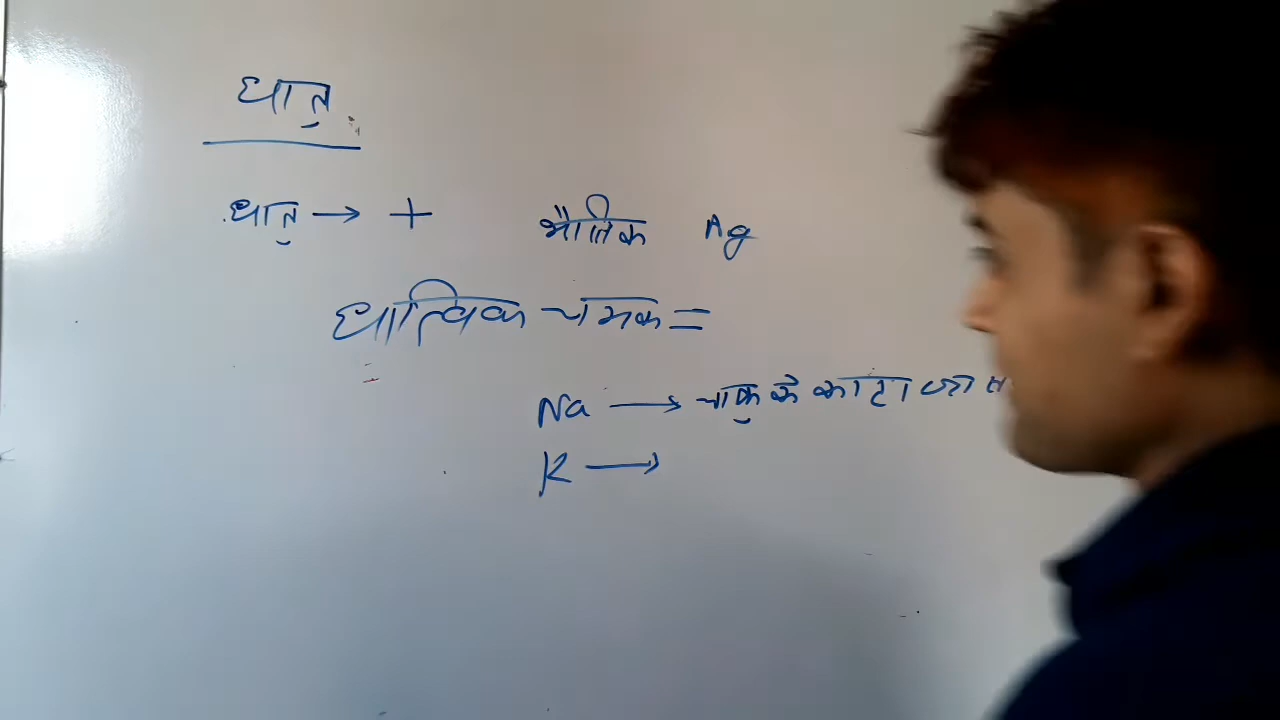 धातु
धातु → + भौतिक Ag
धात्विक चमक =
Na → चाकु के काटा जा
K →